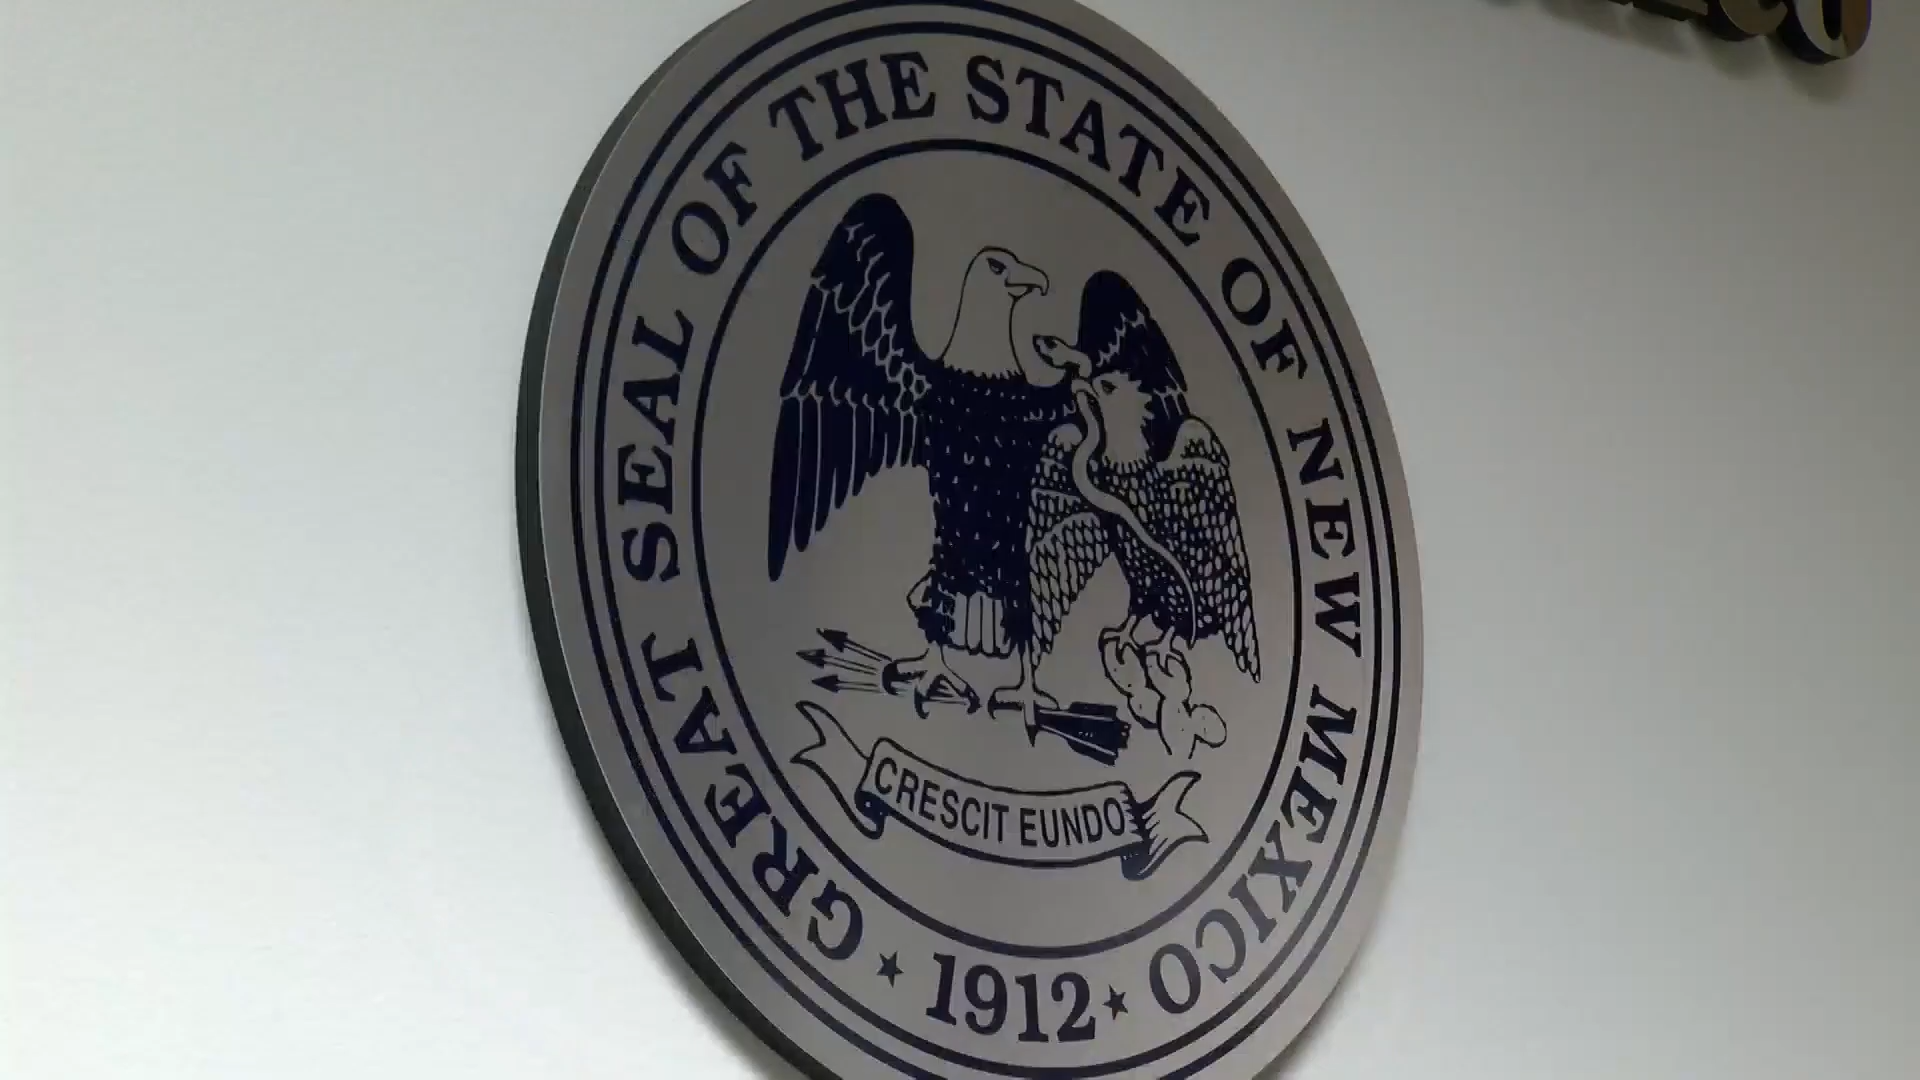 GREAT SEAL OF THE STATE OF NEW MEXICO
CRESCIT EUNDO
★ 1912 ★